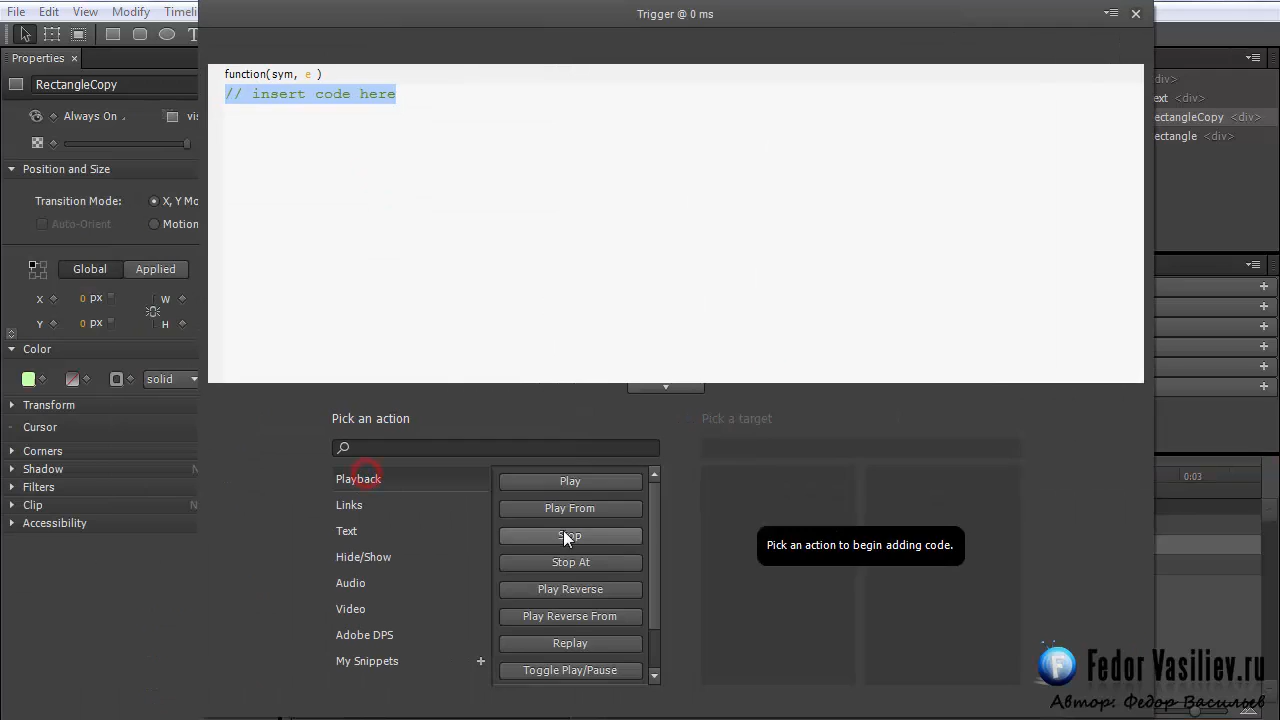 File Edit View Modify Timeli
Trigger @ 0 ms
Properties ×
T
function(sym, e )
// insert code here
RectangleCopy
Always On
vis
Position and Size
Transition Mode:
X, Y Mo
Auto-Orient
Motion
Global Applied
X 0 px W
Y 0 px H
Color
solid
Transform
Cursor
Corners
Shadow N
Filters
Clip N
Accessibility
div>
ext <div>
ectangleCopy <div>
ectangle <div>
0:03
Pick an action
Pick a target
Playback
Links
Text
Hide/Show
Audio
Video
Adobe DPS
My Snippets +
Play
Play From
Stop
Stop At
Play Reverse
Play Reverse From
Replay
Toggle Play/Pause
Pick an action to begin adding code.
Fedor Vasiliev.ru
Автор: Федор Васильев